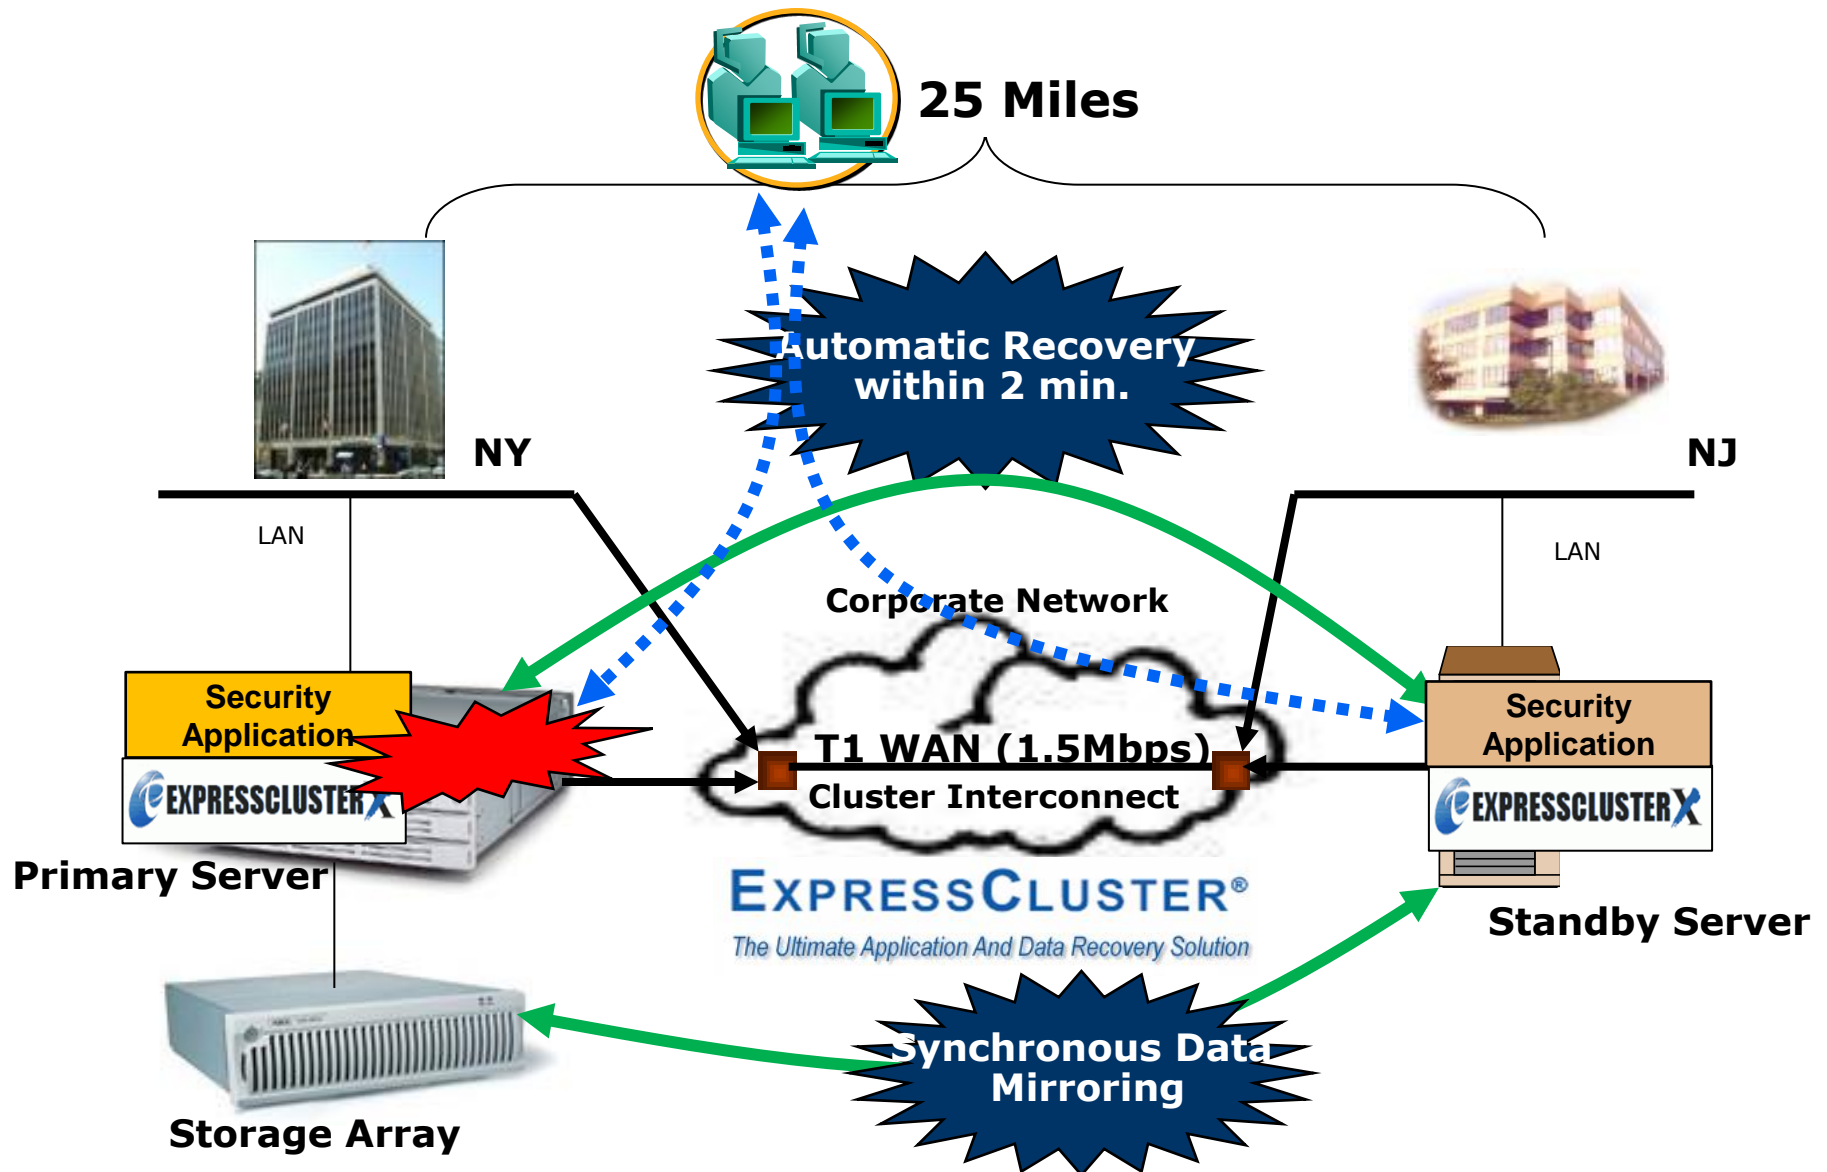 25 Miles
Automatic Recovery
within 2 min.
NY
NJ
LAN
LAN
Corporate Network
Security
Application
Security
Application
T1 WAN (1.5Mbps)
Cluster Interconnect
EXPRESSCLUSTER X
EXPRESSCLUSTER X
Primary Server
EXPRESSCLUSTER®
The Ultimate Application And Data Recovery Solution
Standby Server
Synchronous Data
Mirroring
Storage Array